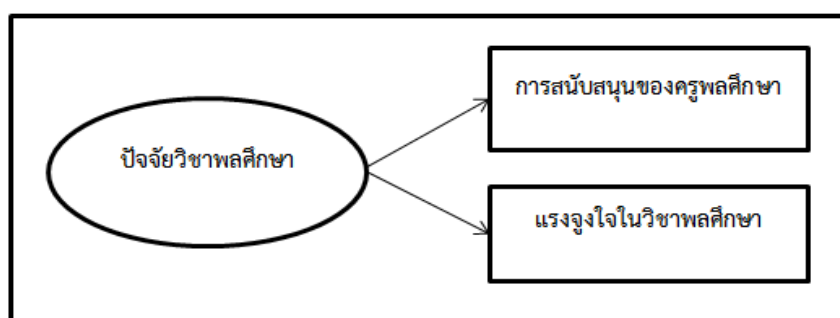 การสนับสนุนของครูพลศึกษา
ปัจจัยวิชาพลศึกษา
แรงจูงใจในวิชาพลศึกษา